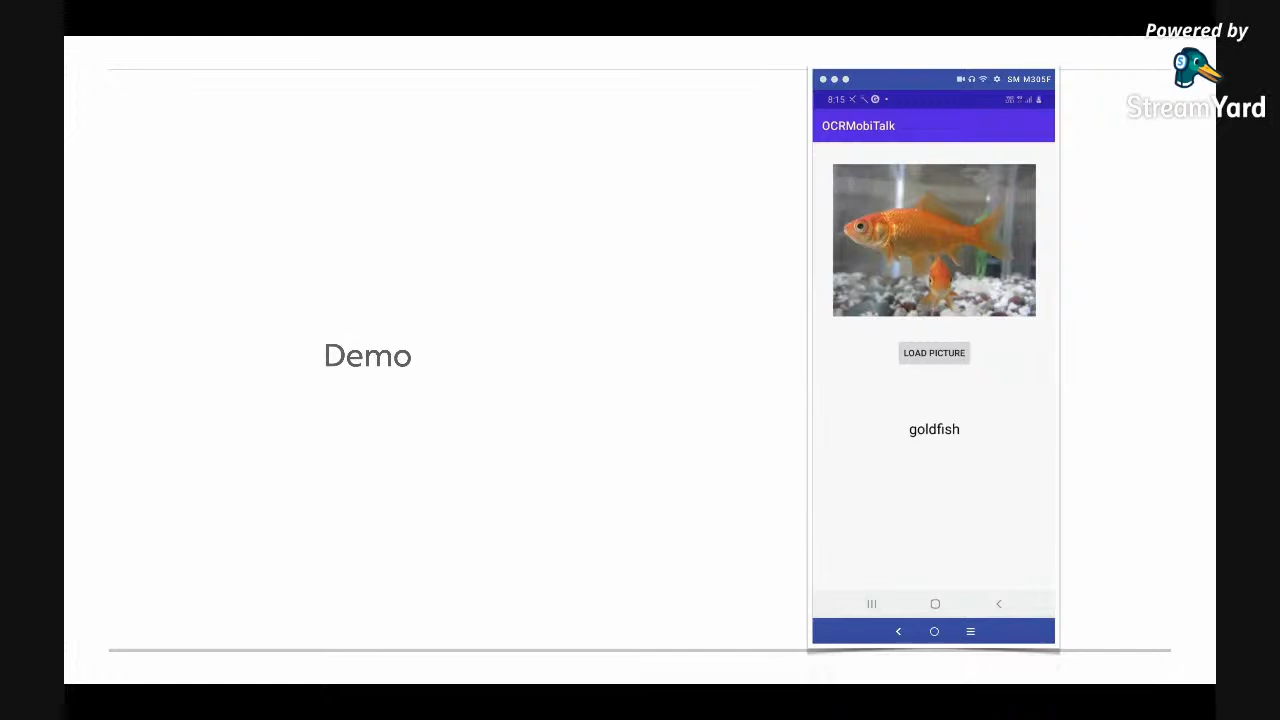 Powered by
StreamYard
SM M305F
8:15
OCRMobiTalk
LOAD PICTURE
Demo
goldfish